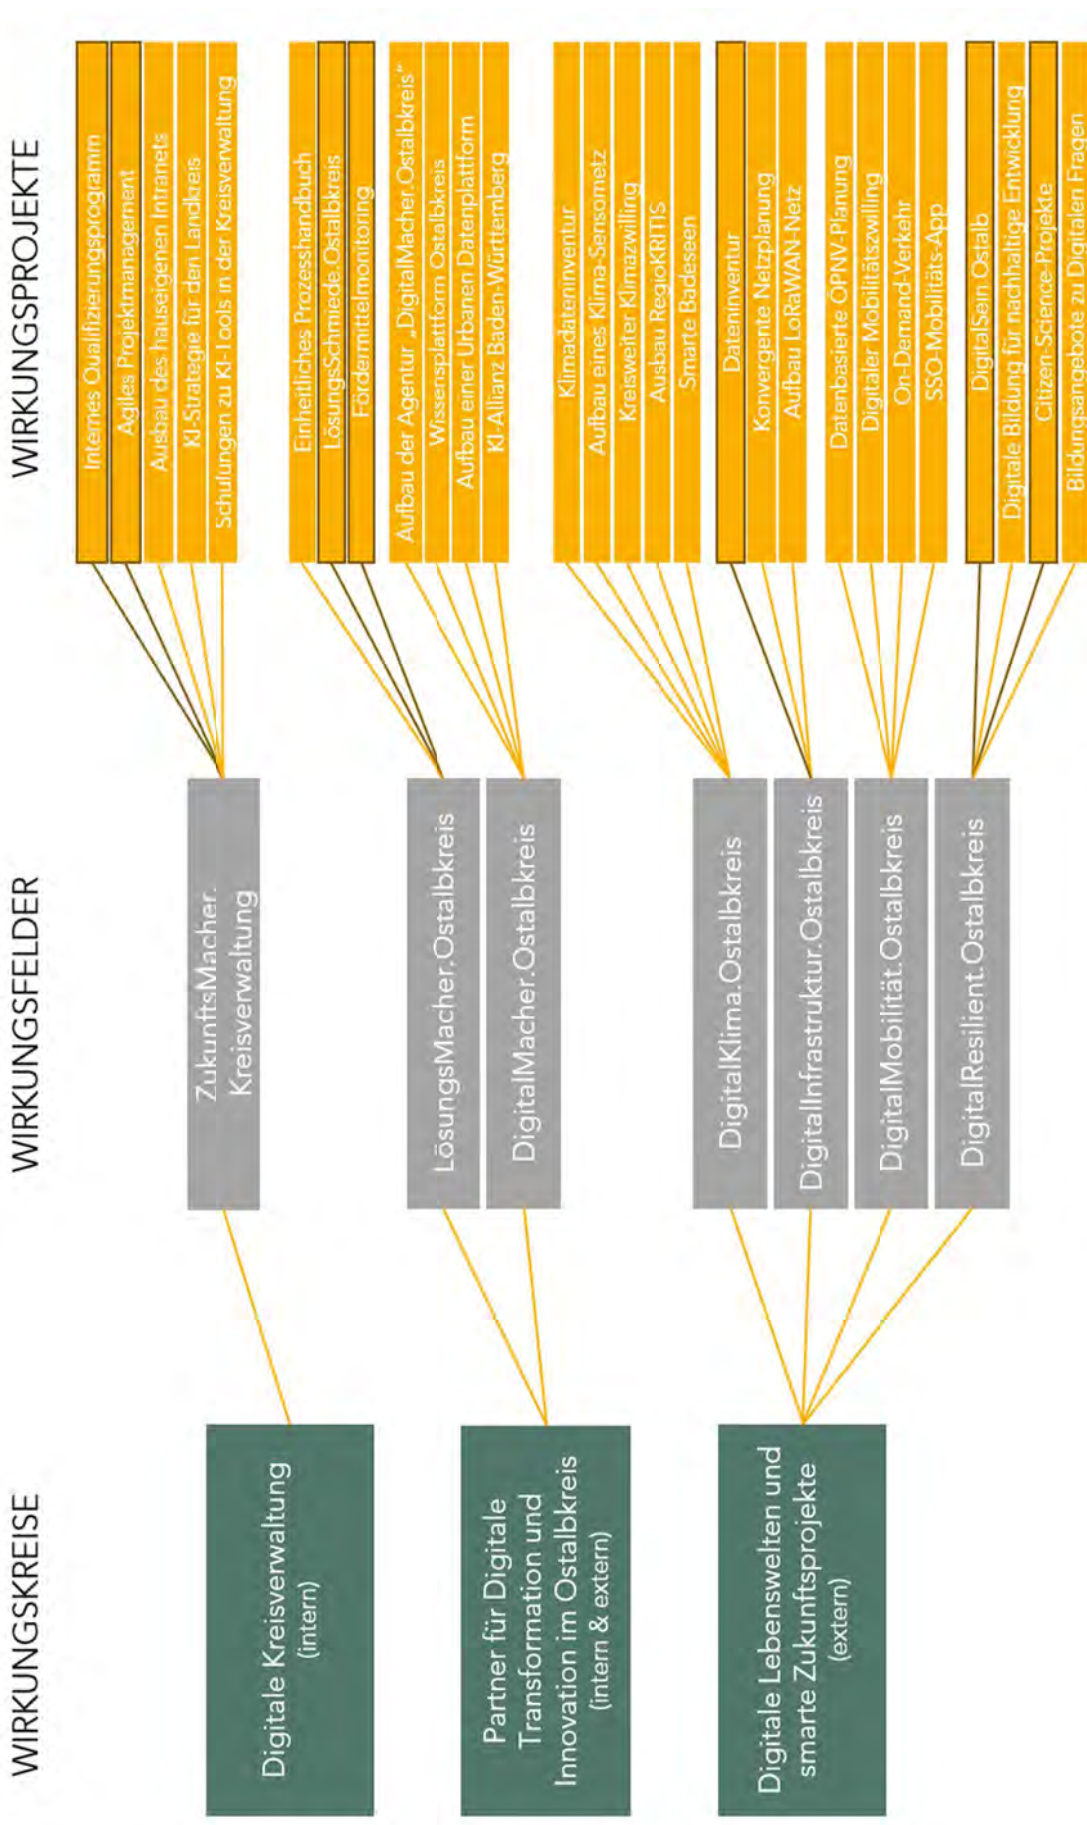 WIRKUNGSKREISE
WIRKUNGSFELDER
WIRKUNGSPROJEKTE
Digitale Kreisverwaltung
(intern)
ZukunftsMacher.
Kreisverwaltung
Internes Qualifizierungsprogramm
Agiles Projektmanagement
Ausbau des hauseigenen Intranets
KI-Strategie für den Landkreis
Schulungen zu KI-Tools in der Kreisverwaltung
Partner für Digitale
Transformation und
Innovation im Ostalbkreis
(intern & extern)
LösungsMacher.Ostalbkreis
Einheitliches Prozesshandbuch
LösungsSchmiede.Ostalbkreis
Fördermittelmonitoring
DigitalMacher.Ostalbkreis
Aufbau der Agentur „DigitalMacher.Ostalbkreis“
Wissensplattform Ostalbkreis
Aufbau einer Urbanen Datenplattform
KI-Allianz Baden-Württemberg
Digitale Lebenswelten und
smarte Zukunftsprojekte
(extern)
DigitalKlima.Ostalbkreis
Klimadateninventur
Aufbau eines Klima-Sensornetz
Kreisweiter Klimazwilling
Ausbau RegioKRITIS
Smarte Badeseen
DigitalInfrastruktur.Ostalbkreis
Dateninventur
Konvergente Netzplanung
Aufbau LoRaWAN-Netz
DigitalMobilität.Ostalbkreis
Datenbasierte ÖPNV-Planung
Digitaler Mobilitätszwilling
On-Demand-Verkehr
SSO-Mobilitäts-App
DigitalResilient.Ostalbkreis
DigitalSein.Ostalb
Digitale Bildung für nachhaltige Entwicklung
Citizen-Science-Projekte
Bildungsangebote zu Digitalen Fragen